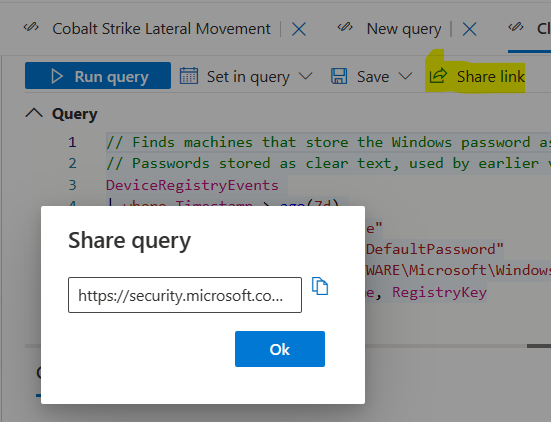 Cobalt Strike Lateral Movement
New query
Cl
Run query
Set in query
Save
Share link
Query
1 // Finds machines that store the Windows password as
2 // Passwords stored as clear text, used by earlier v
3 DeviceRegistryEvents
4 | where Timestamp > ago(7d)
e"
DefaultPassword"
WARE\Microsoft\Windows
e, RegistryKey
Share query
https://security.microsoft.co...
Ok